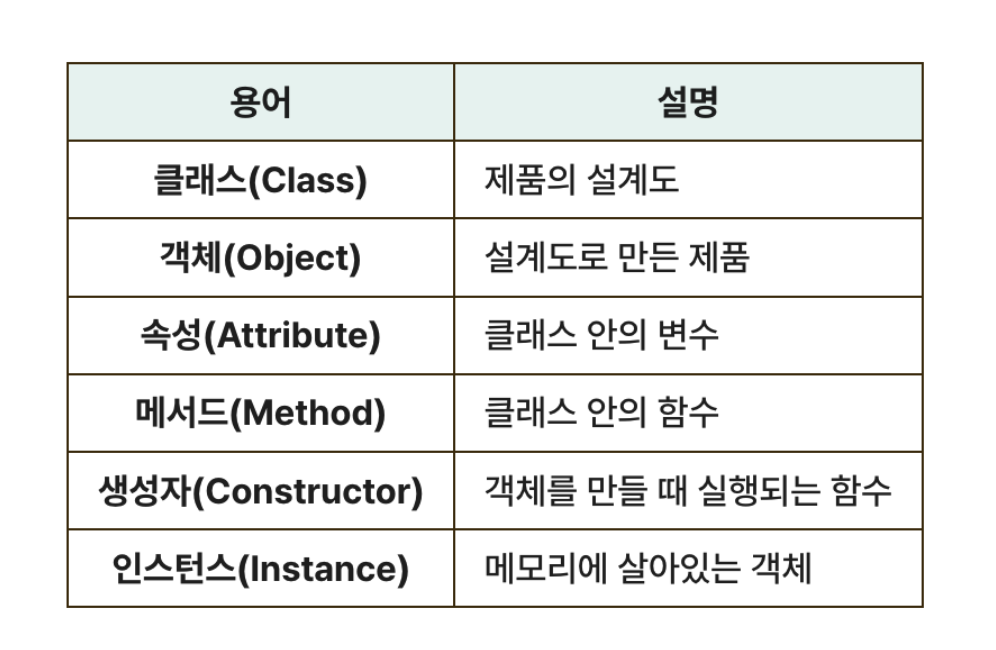 용어 설명
클래스(Class) 제품의 설계도
객체(Object) 설계도로 만든 제품
속성(Attribute) 클래스 안의 변수
메서드(Method) 클래스 안의 함수
생성자(Constructor) 객체를 만들 때 실행되는 함수
인스턴스(Instance) 메모리에 살아있는 객체